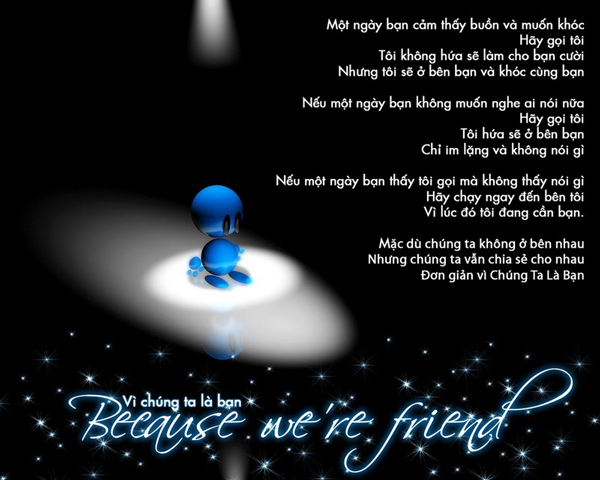 Một ngày bạn cảm thấy buồn và muốn khóc
Hãy gọi tôi
Tôi không hứa sẽ làm cho bạn cười
Nhưng tôi sẽ ở bên bạn và khóc cùng bạn
Nếu một ngày bạn không muốn nghe ai nói nữa
Hãy gọi tôi
Tôi hứa sẽ ở bên bạn
Chỉ im lặng và không nói gì
Nếu một ngày bạn thấy tôi gọi mà không thấy nói gì
Hãy chạy ngay đến bên tôi
Vì lúc đó tôi đang cần bạn.
Mặc dù chúng ta không ở bên nhau
Nhưng chúng ta vẫn chia sẻ cho nhau
Đơn giản vì Chúng Ta Là Bạn
Vì chúng ta là bạn
Because we're friend